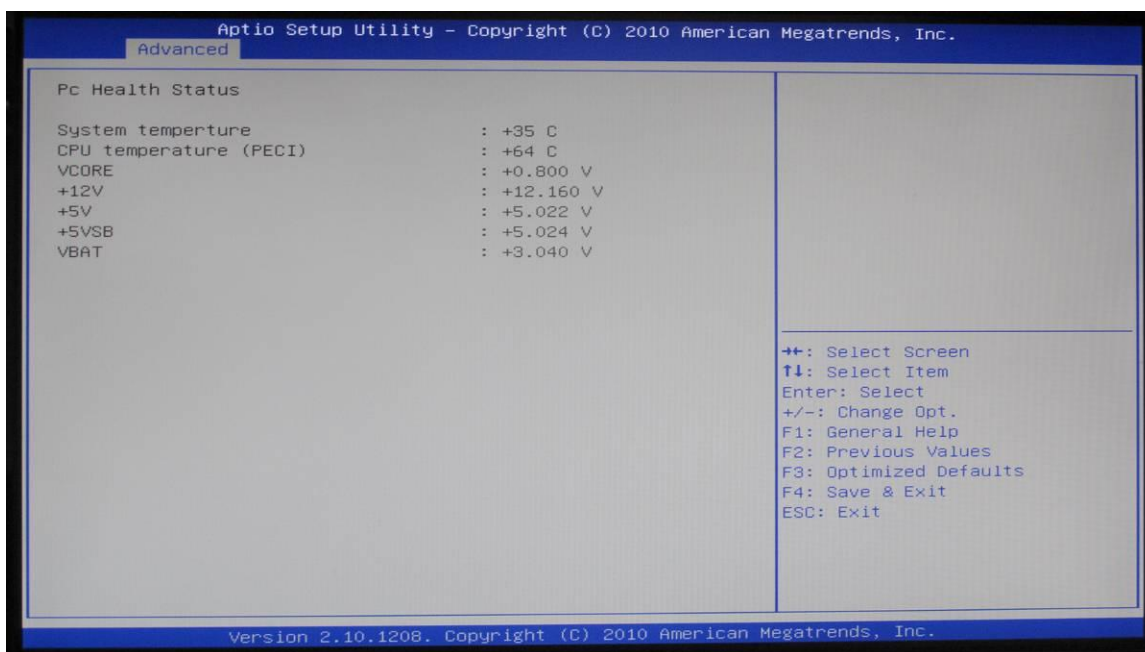 Aptio Setup Utility – Copyright (C) 2010 American Megatrends, Inc.
Advanced
Pc Health Status
System temperture : +35 C
CPU temperature (PECI) : +64 C
VCORE : +0.800 V
+12V : +12.160 V
+5V : +5.022 V
+5VSB : +5.024 V
VBAT : +3.040 V
→←: Select Screen
↑↓: Select Item
Enter: Select
+/-: Change Opt.
F1: General Help
F2: Previous Values
F3: Optimized Defaults
F4: Save & Exit
ESC: Exit
Version 2.10.1208. Copyright (C) 2010 American Megatrends, Inc.